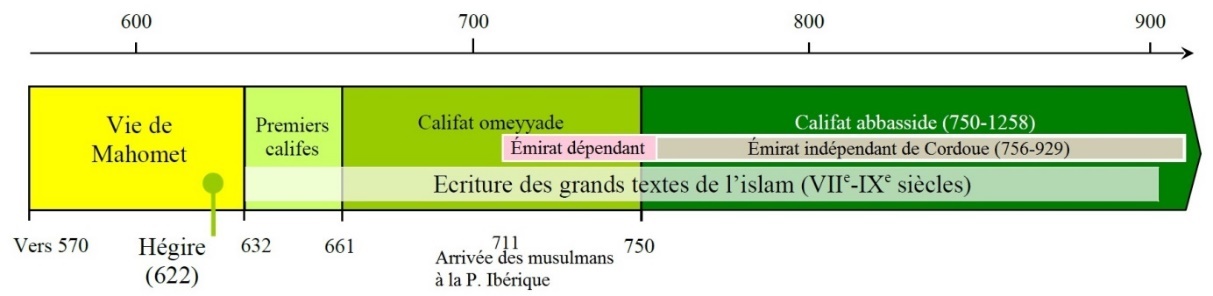 600 700 800 900
Vie de
Mahomet
Premiers
califes
Califat omeyyade
Califat abbasside (750-1258)
Émirat dépendant
Émirat indépendant de Cordoue (756-929)
Ecriture des grands textes de l’islam (VIIe-IXe siècles)
Vers 570
Hégire
(622)
632
661
711
Arrivée des musulmans
à la P. Ibérique
750